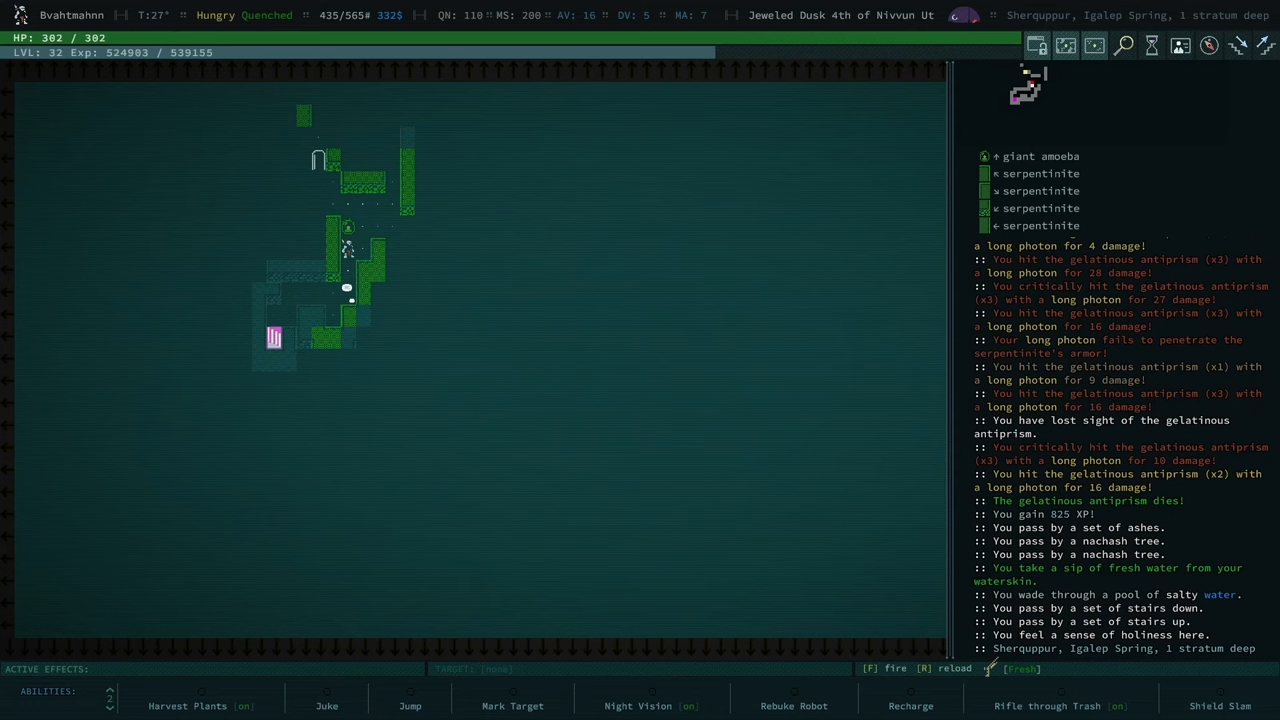 Bvahtmahnn T:27° Hungry Quenched 435/565# 332$ QN: 110 MS: 200 AV: 16 DV: 5 MA: 7 Jeweled Dusk 4th of Nivvun Ut Sherquppur, Igalep Spring, 1 stratum deep
HP: 302 / 302
LVL: 32 Exp: 524903 / 539155
giant amoeba
serpentinite
serpentinite
serpentinite
serpentinite
a long photon for 4 damage!
:: You hit the gelatinous antiprism (x3) with
a long photon for 28 damage!
:: You critically hit the gelatinous antiprism
(x3) with a long photon for 27 damage!
:: You hit the gelatinous antiprism (x3) with
a long photon for 16 damage!
:: Your long photon fails to penetrate the
serpentinite's armor!
:: You hit the gelatinous antiprism (x1) with
a long photon for 9 damage!
:: You hit the gelatinous antiprism (x3) with
a long photon for 16 damage!
:: You have lost sight of the gelatinous
antiprism.
:: You critically hit the gelatinous antiprism
(x3) with a long photon for 10 damage!
:: You hit the gelatinous antiprism (x2) with
a long photon for 16 damage!
:: The gelatinous antiprism dies!
:: You gain 825 XP!
:: You pass by a set of ashes.
:: You pass by a nachash tree.
:: You pass by a nachash tree.
:: You take a sip of fresh water from your
waterskin.
:: You wade through a pool of salty water.
:: You pass by a set of stairs down.
:: You pass by a set of stairs up.
:: You feel a sense of holiness here.
:: Sherquppur, Igalep Spring, 1 stratum deep
ACTIVE EFFECTS: TARGET: [none] [F] fire [R] reload [Fresh]
ABILITIES: 2 Harvest Plants [on] Juke Jump Mark Target Night Vision [on] Rebuke Robot Recharge Rifle through Trash [on] Shield Slam